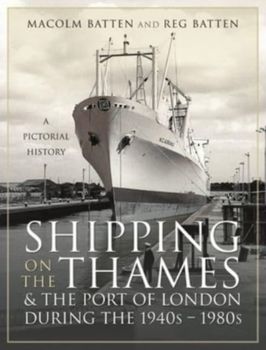 MACOLM BATTEN AND REG BATTEN
A
PICTORIAL
HISTORY
SHIPPING
ON
THE
THAMES
& THE PORT OF LONDON
DURING THE 1940s – 1980s